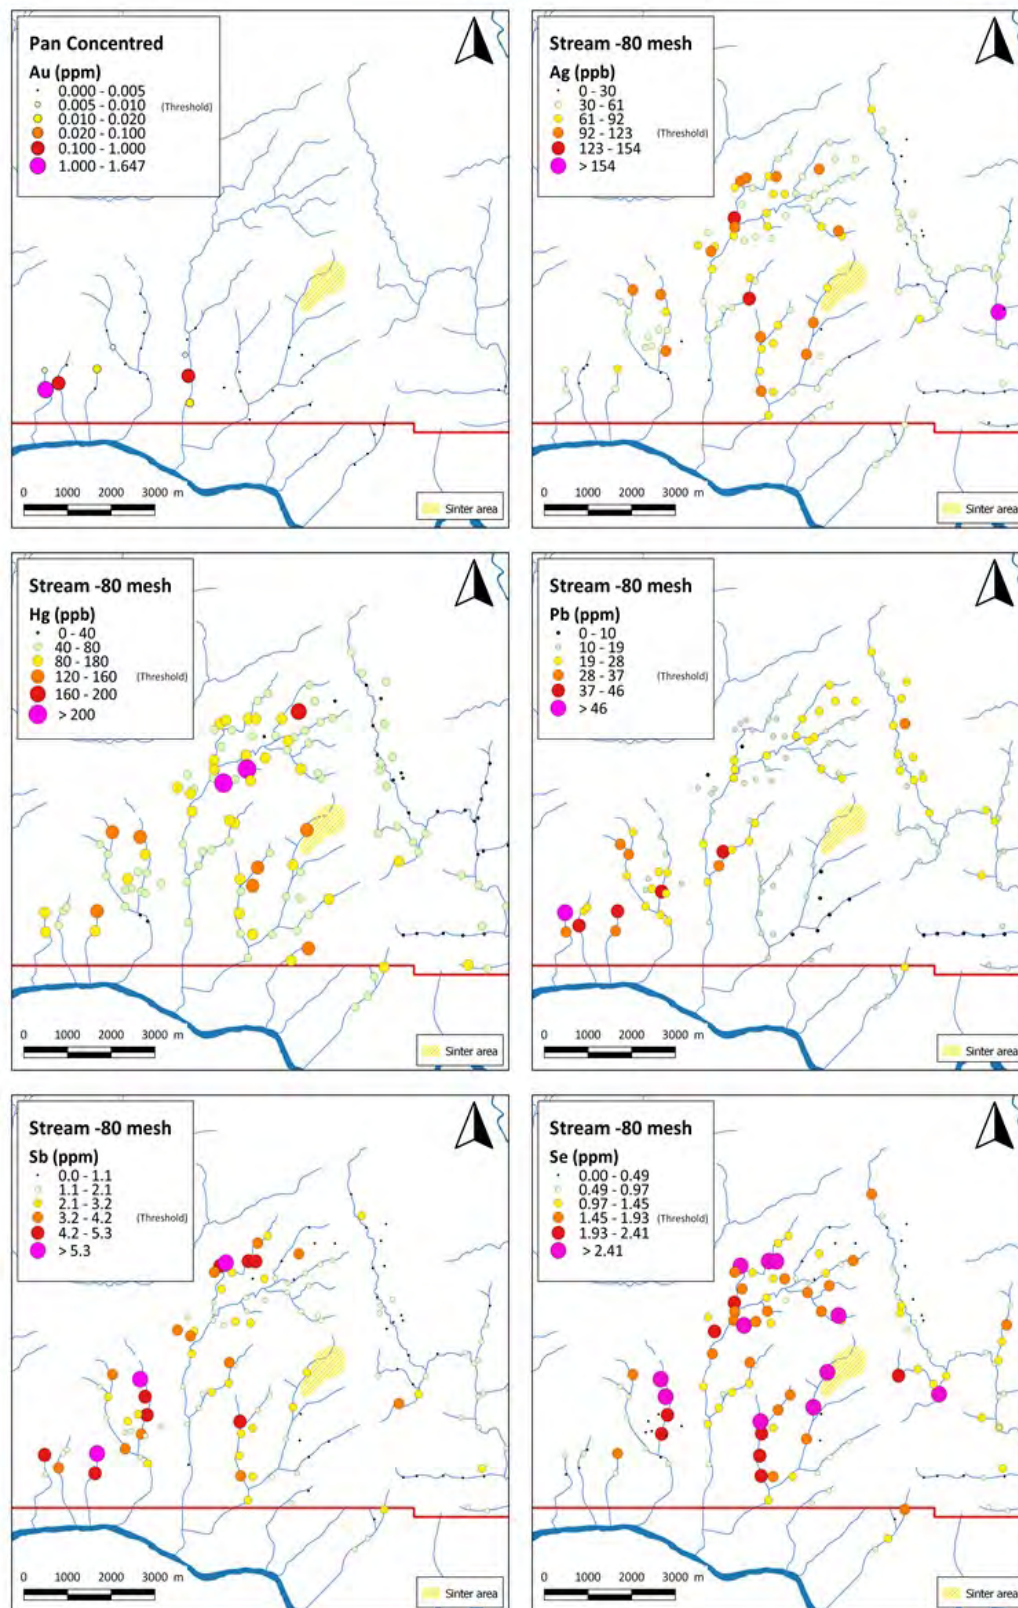 Pan Concentred
Au (ppm)
0.000 - 0.005
0.005 - 0.010 (Threshold)
0.010 - 0.020
0.020 - 0.100
0.100 - 1.000
1.000 - 1.647
0 1000 2000 3000 m
Sinter area
Stream -80 mesh
Ag (ppb)
0 - 30
30 - 61
61 - 92
92 - 123 (Threshold)
123 - 154
> 154
0 1000 2000 3000 m
Sinter area
Stream -80 mesh
Hg (ppb)
0 - 40
40 - 80
80 - 180
120 - 160 (Threshold)
160 - 200
> 200
0 1000 2000 3000 m
Sinter area
Stream -80 mesh
Pb (ppm)
0 - 10
10 - 19
19 - 28
28 - 37 (Threshold)
37 - 46
> 46
0 1000 2000 3000 m
Sinter area
Stream -80 mesh
Sb (ppm)
0.0 - 1.1
1.1 - 2.1
2.1 - 3.2
3.2 - 4.2 (Threshold)
4.2 - 5.3
> 5.3
0 1000 2000 3000 m
Sinter area
Stream -80 mesh
Se (ppm)
0.00 - 0.49
0.49 - 0.97
0.97 - 1.45
1.45 - 1.93 (Threshold)
1.93 - 2.41
> 2.41
0 1000 2000 3000 m
Sinter area